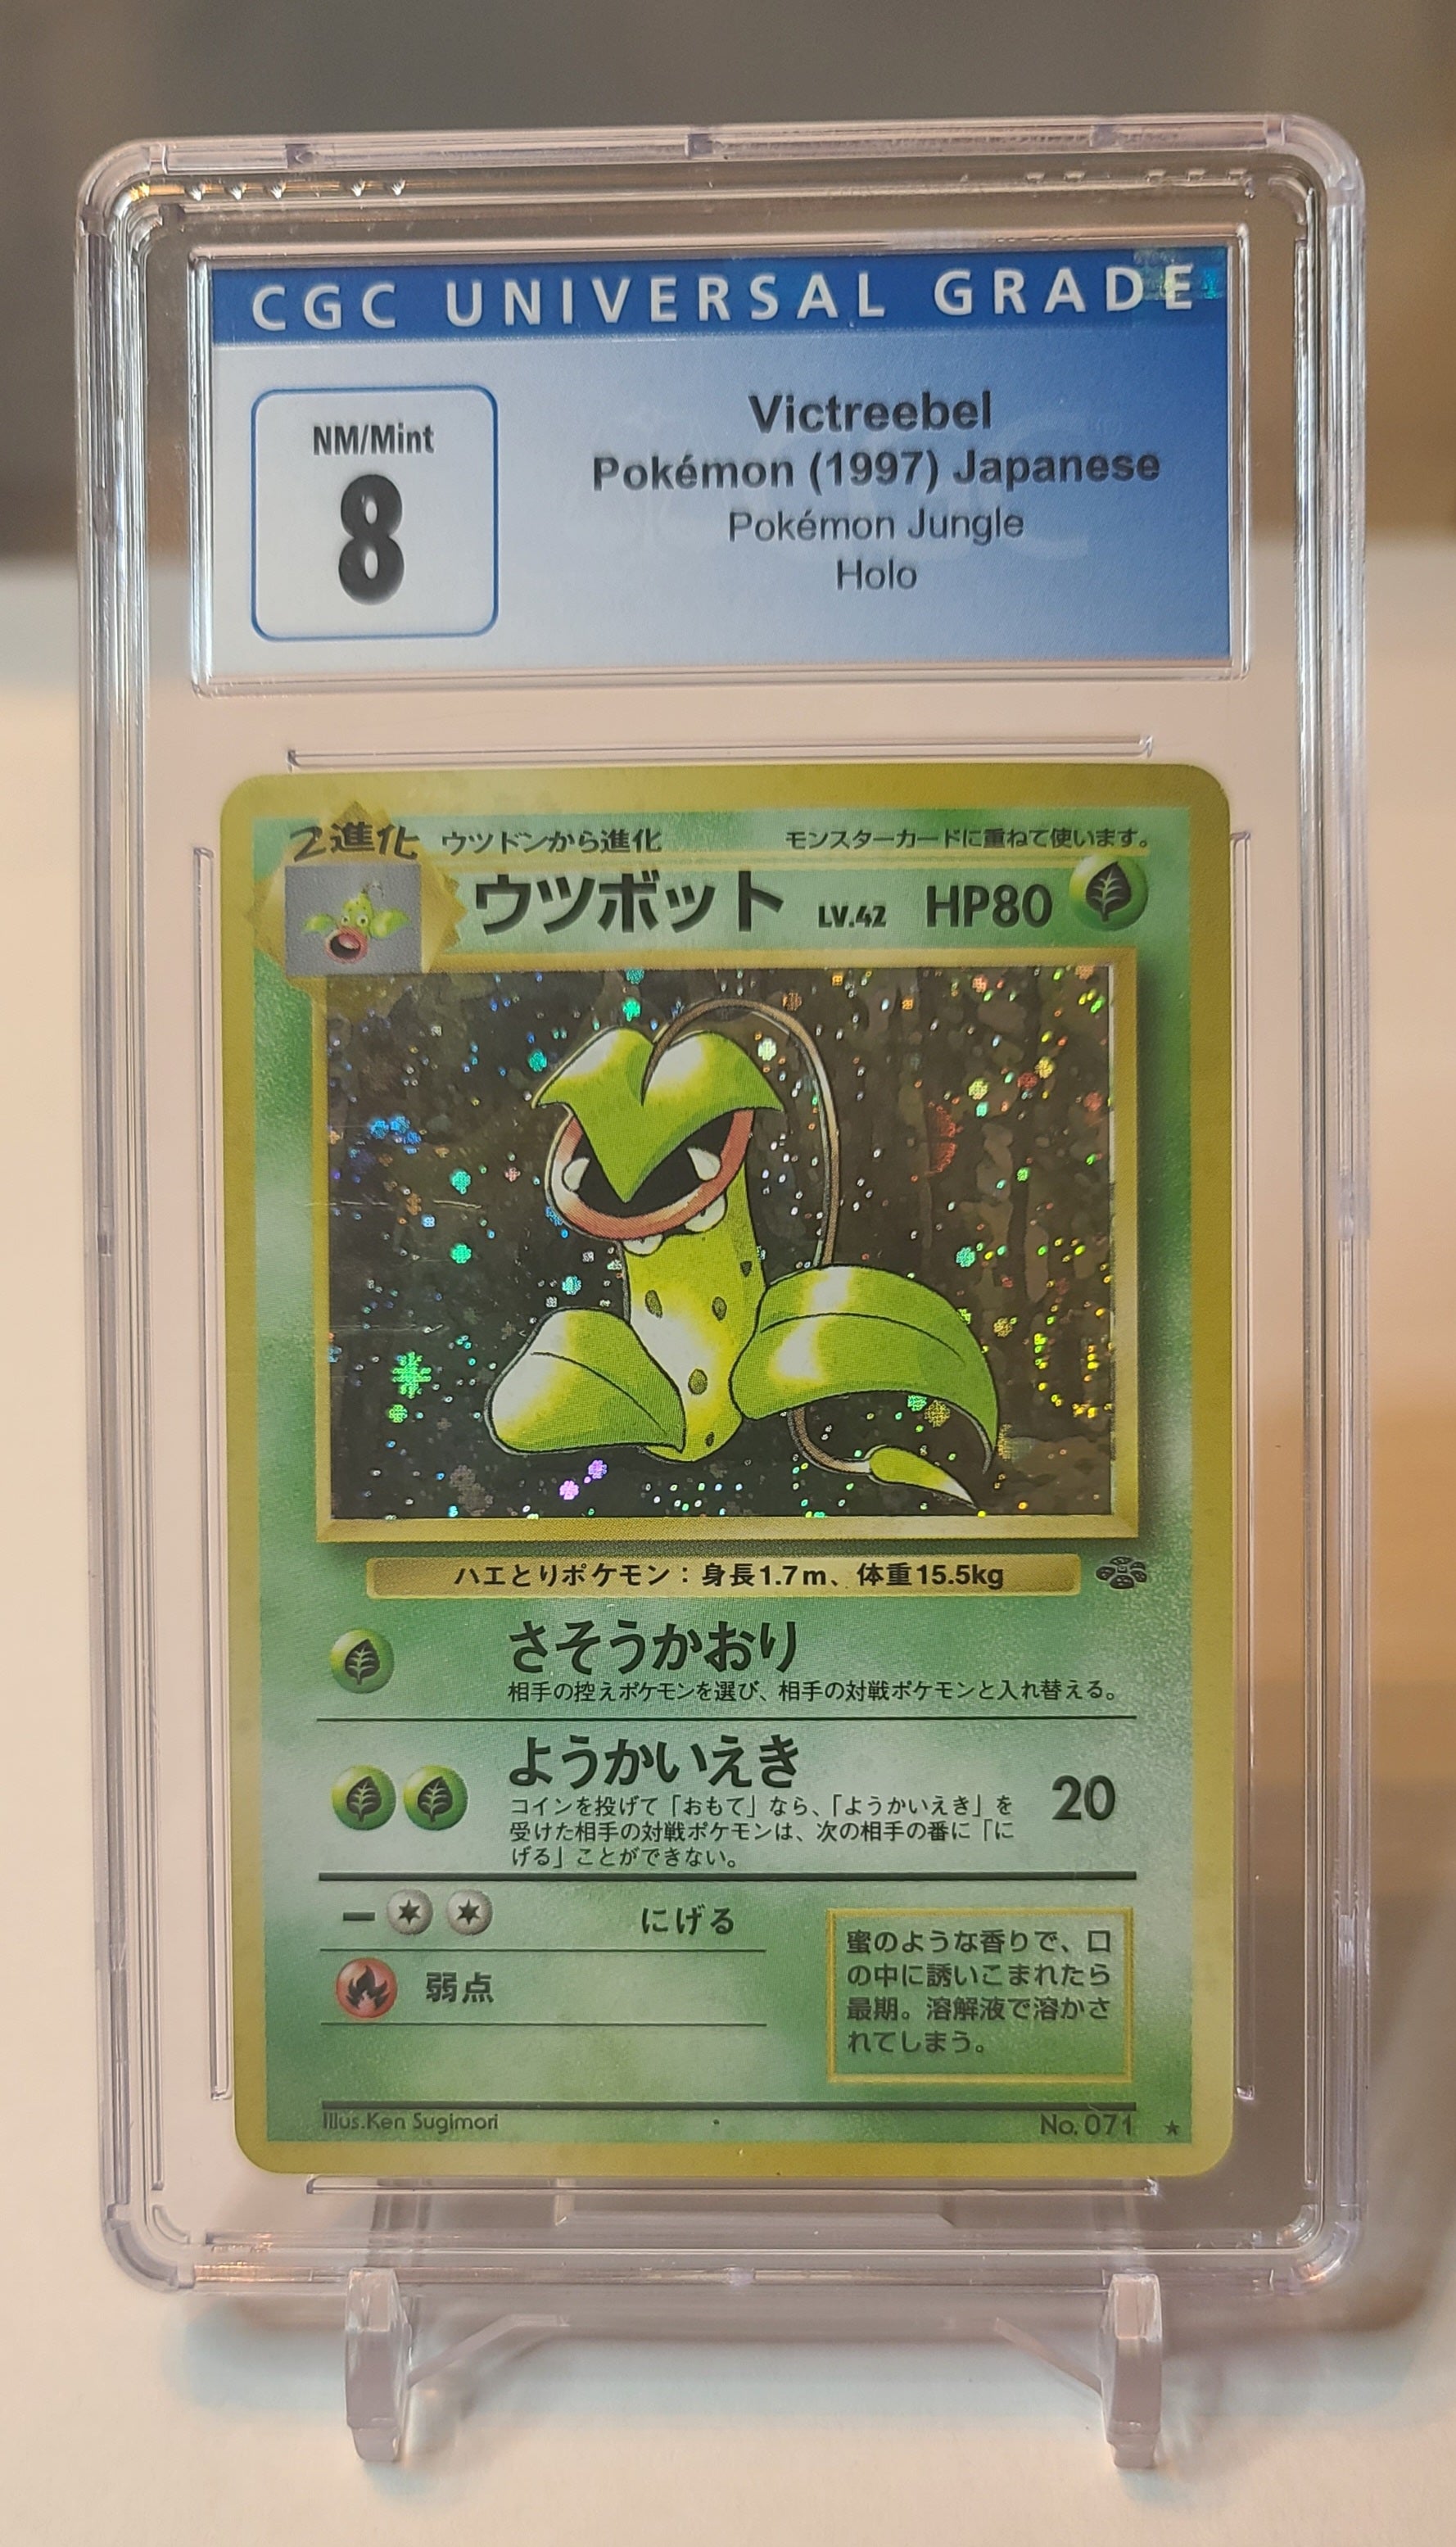 CGC UNIVERSAL GRADE
NM/Mint
8
Victreebel
Pokémon (1997) Japanese
Pokémon Jungle
Holo
2進化 ウツドンから進化 モンスターカードに重ねて使います。
ウツボット LV.42 HP80
ハエとりポケモン：身長1.7m、体重15.5kg
さそうかおり
相手の控えポケモンを選び、相手の対戦ポケモンと入れ替える。
ようかいえき 20
コインを投げて「おもて」なら、「ようかいえき」を
受けた相手の対戦ポケモンは、次の相手の番に「に
げる」ことができない。
にげる
弱点
蜜のような香りで、口
の中に誘いこまれたら
最期。溶解液で溶かさ
れてしまう。
Illus.Ken Sugimori No. 071 ★